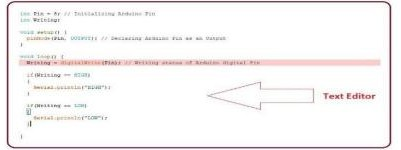 int Pin = 8; // Initializing Arduino Pin
int Writing;
void setup() {
pinMode(Pin, OUTPUT); // Declaring Arduino Pin as an Output
}
void loop() {
Writing = digitalWrite(Pin); // Writing status of Arduino Digital Pin
if(Writing == HIGH)
{
Serial.println("HIGH");
}
if(Writing == LOW)
{
Serial.println("LOW");
}
}
Text Editor